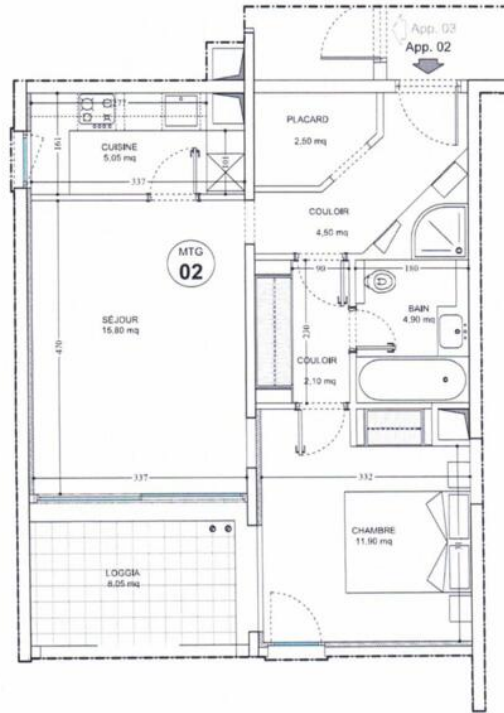 App. 03
App. 02
277
PLACARD
2,50 mq
161
CUISINE
5,05 mq
101
337
COULOIR
4,50 mq
MTG
02
90
180
SÉJOUR
15,80 mq
BAIN
4,90 mq
230
470
COULOIR
2,10 mq
337
332
CHAMBRE
11,90 mq
LOGGIA
8,05 mq